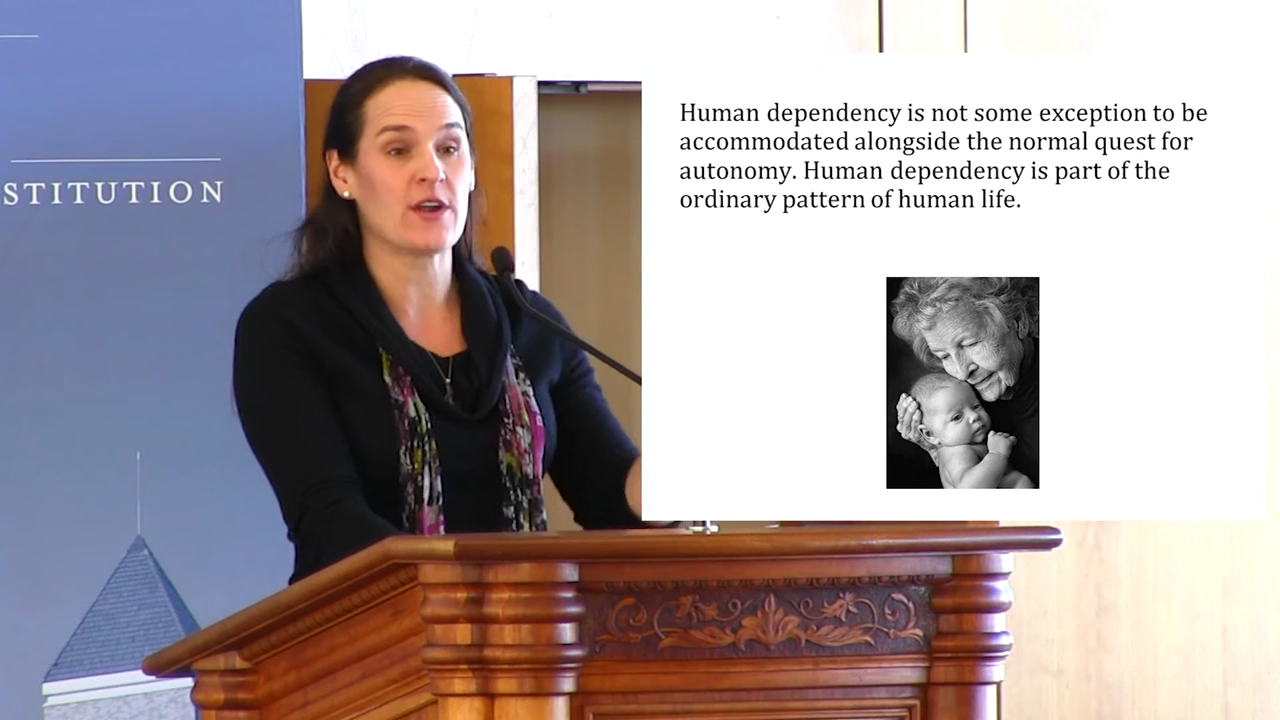 STITUTION
Human dependency is not some exception to be
accommodated alongside the normal quest for
autonomy. Human dependency is part of the
ordinary pattern of human life.